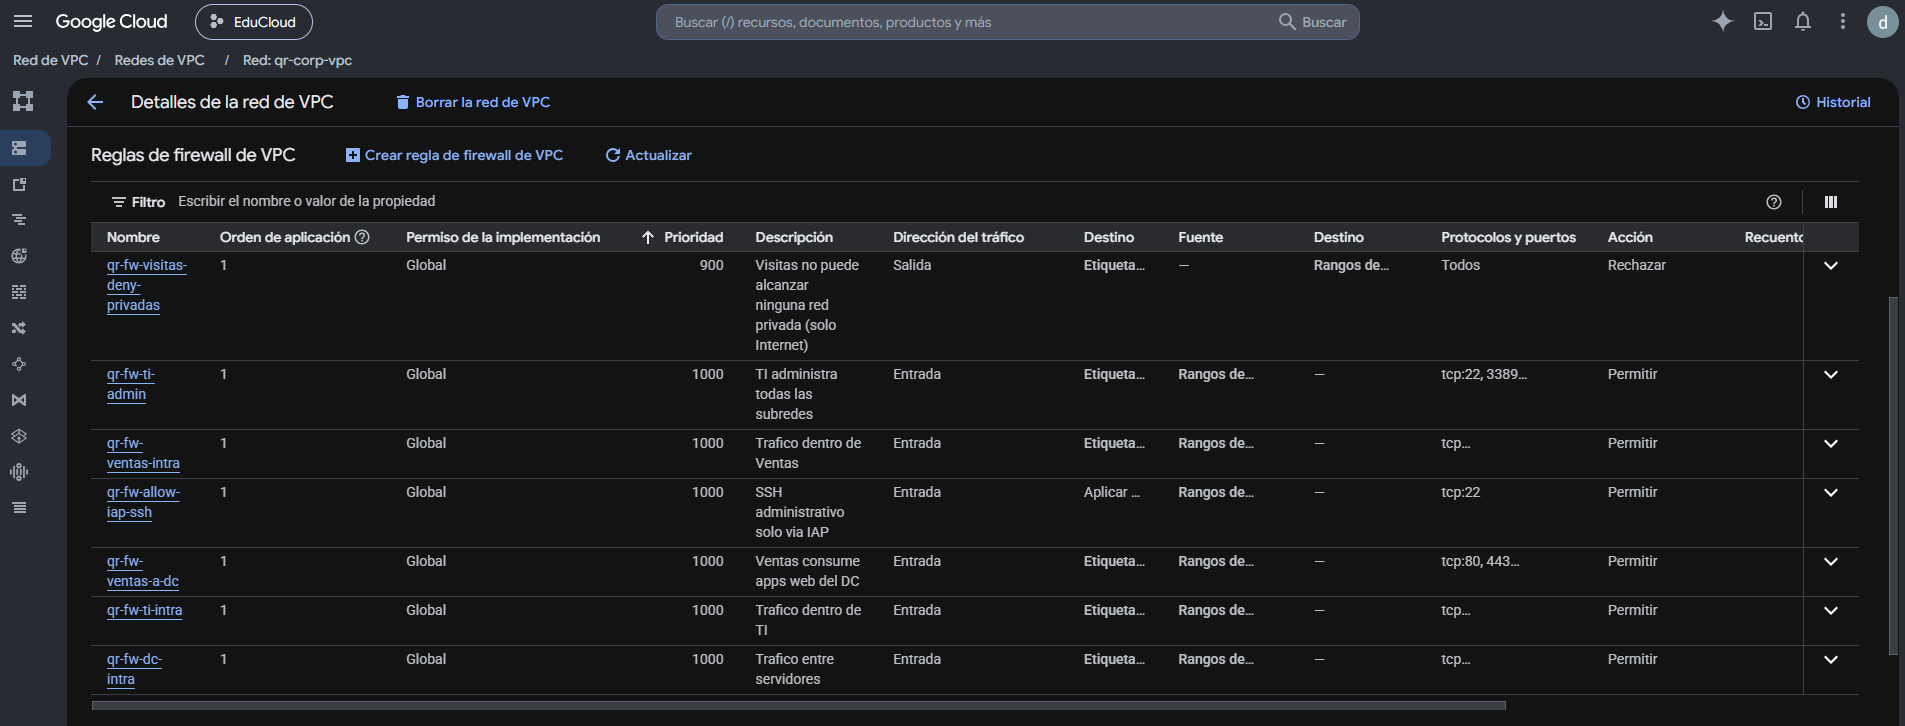 Google Cloud
EduCloud
Buscar (/) recursos, documentos, productos y más
Buscar
d
Red de VPC / Redes de VPC / Red: qr-corp-vpc
Detalles de la red de VPC
Borrar la red de VPC
Historial
Reglas de firewall de VPC
Crear regla de firewall de VPC
Actualizar
Filtro Escribir el nombre o valor de la propiedad
Nombre Orden de aplicación Permiso de la implementación Prioridad Descripción Dirección del tráfico Destino Fuente Destino Protocolos y puertos Acción Recuento
qr-fw-visitas- 1 Global 900 Visitas no puede Salida Etiqueta... — Rangos de... Todos Rechazar
deny- alcanzar
privadas ninguna red
privada (solo
Internet)
qr-fw-ti- 1 Global 1000 TI administra Entrada Etiqueta... Rangos de... — tcp:22, 3389... Permitir
admin todas las
subredes
qr-fw- 1 Global 1000 Trafico dentro de Entrada Etiqueta... Rangos de... — tcp... Permitir
ventas-intra Ventas
qr-fw-allow- 1 Global 1000 SSH Entrada Aplicar ... Rangos de... — tcp:22 Permitir
iap-ssh administrativo
solo via IAP
qr-fw- 1 Global 1000 Ventas consume Entrada Etiqueta... Rangos de... — tcp:80, 443... Permitir
ventas-a-dc apps web del DC
qr-fw-ti-intra 1 Global 1000 Trafico dentro de Entrada Etiqueta... Rangos de... — tcp... Permitir
TI
qr-fw-dc- 1 Global 1000 Trafico entre Entrada Etiqueta... Rangos de... — tcp... Permitir
intra servidores